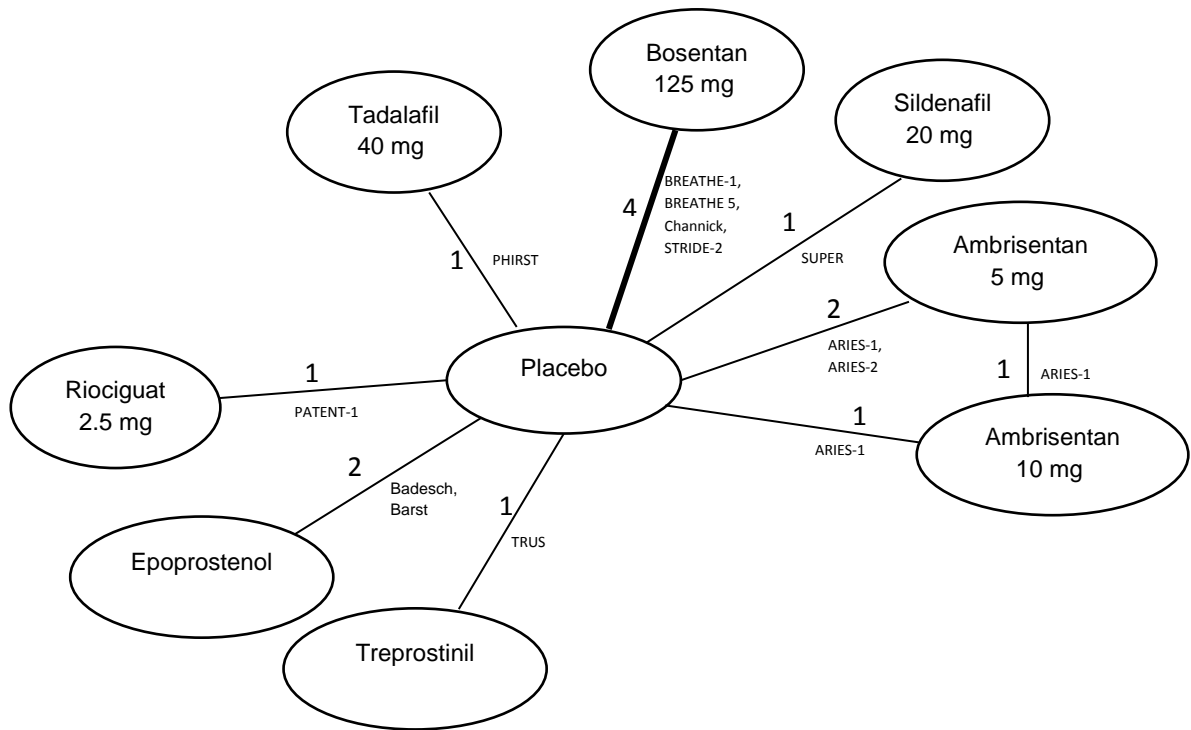 Bosentan
125 mg
Tadalafil
40 mg
Sildenafil
20 mg
BREATHE-1,
BREATHE 5,
Channick,
STRIDE-2
4
1
SUPER
Ambrisentan
5 mg
1
PHIRST
2
ARIES-1,
ARIES-2
Placebo
1
ARIES-1
Riociguat
2.5 mg
1
PATENT-1
1
ARIES-1
Ambrisentan
10 mg
2
Badesch,
Barst
1
TRUS
Epoprostenol
Treprostinil